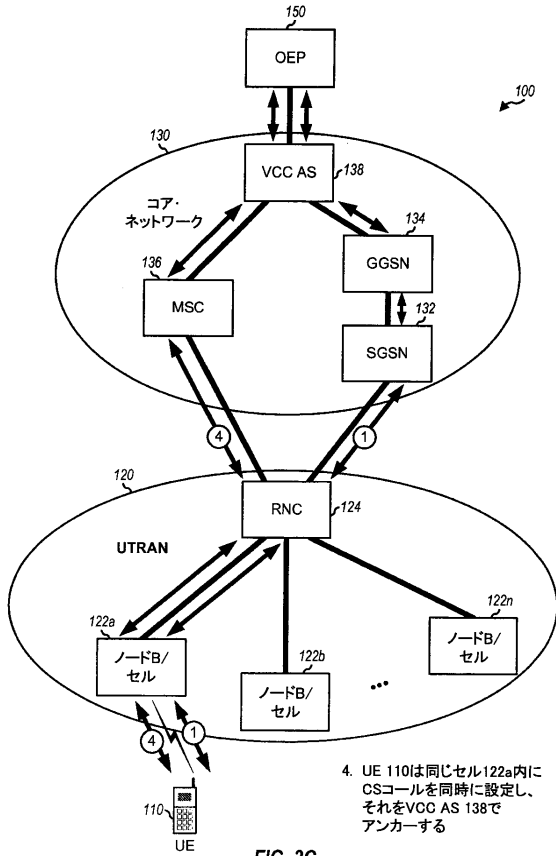 150
OEP
100
130
VCC AS
138
コア・
ネットワーク
134
GGSN
136
MSC
132
SGSN
4
1
120
RNC
124
UTRAN
122a
ノードB/
セル
122b
ノードB/
セル
122n
ノードB/
セル
...
4
1
110
UE
4. UE 110は同じセル122a内に
CSコールを同時に設定し、
それをVCC AS 138で
アンカーする